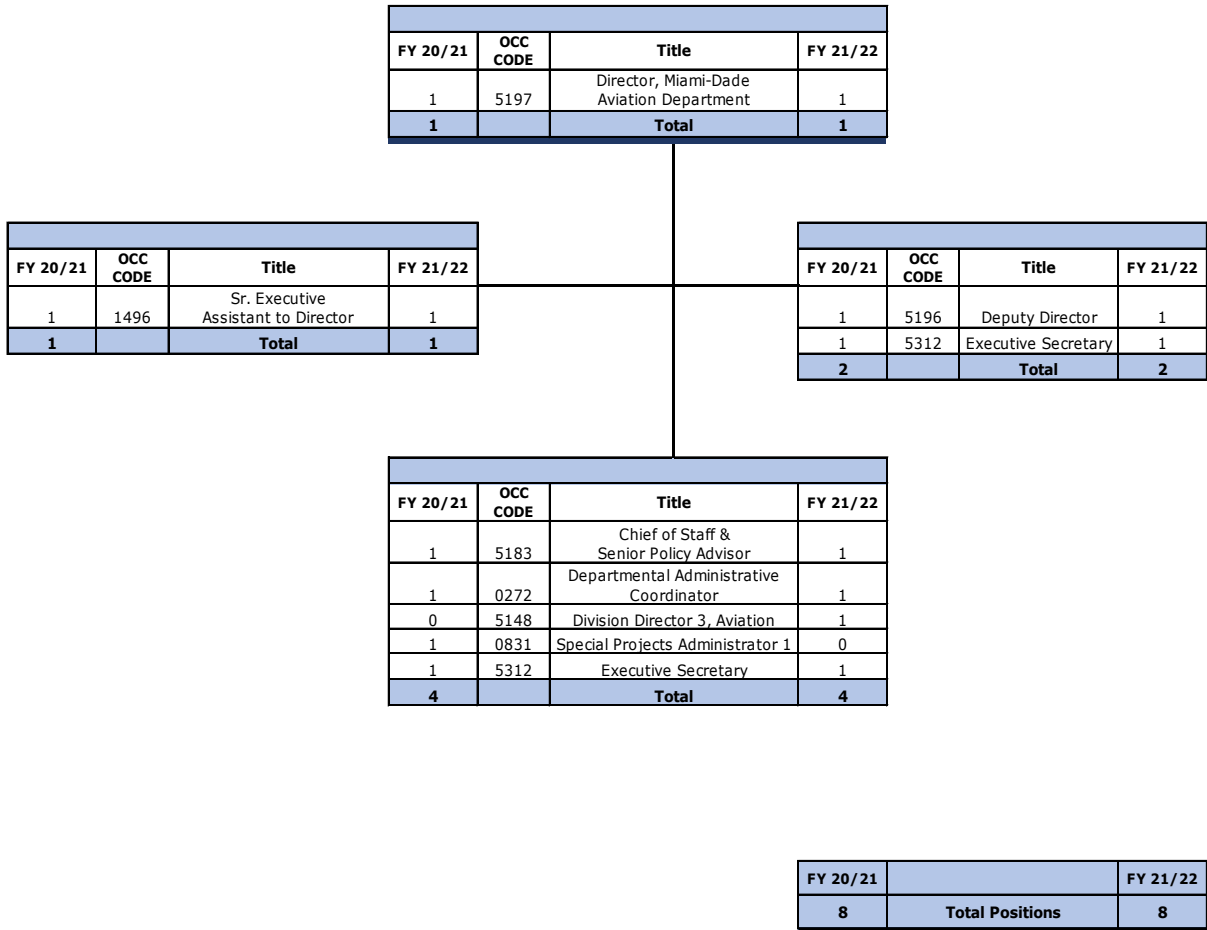 FY 20/21 OCC CODE Title FY 21/22
1 5197 Director, Miami-Dade Aviation Department 1
1 Total 1
FY 20/21 OCC CODE Title FY 21/22
1 1496 Sr. Executive Assistant to Director 1
1 Total 1
FY 20/21 OCC CODE Title FY 21/22
1 5196 Deputy Director 1
1 5312 Executive Secretary 1
2 Total 2
FY 20/21 OCC CODE Title FY 21/22
1 5183 Chief of Staff & Senior Policy Advisor 1
1 0272 Departmental Administrative Coordinator 1
0 5148 Division Director 3, Aviation 1
1 0831 Special Projects Administrator 1 0
1 5312 Executive Secretary 1
4 Total 4
FY 20/21 FY 21/22
8 Total Positions 8